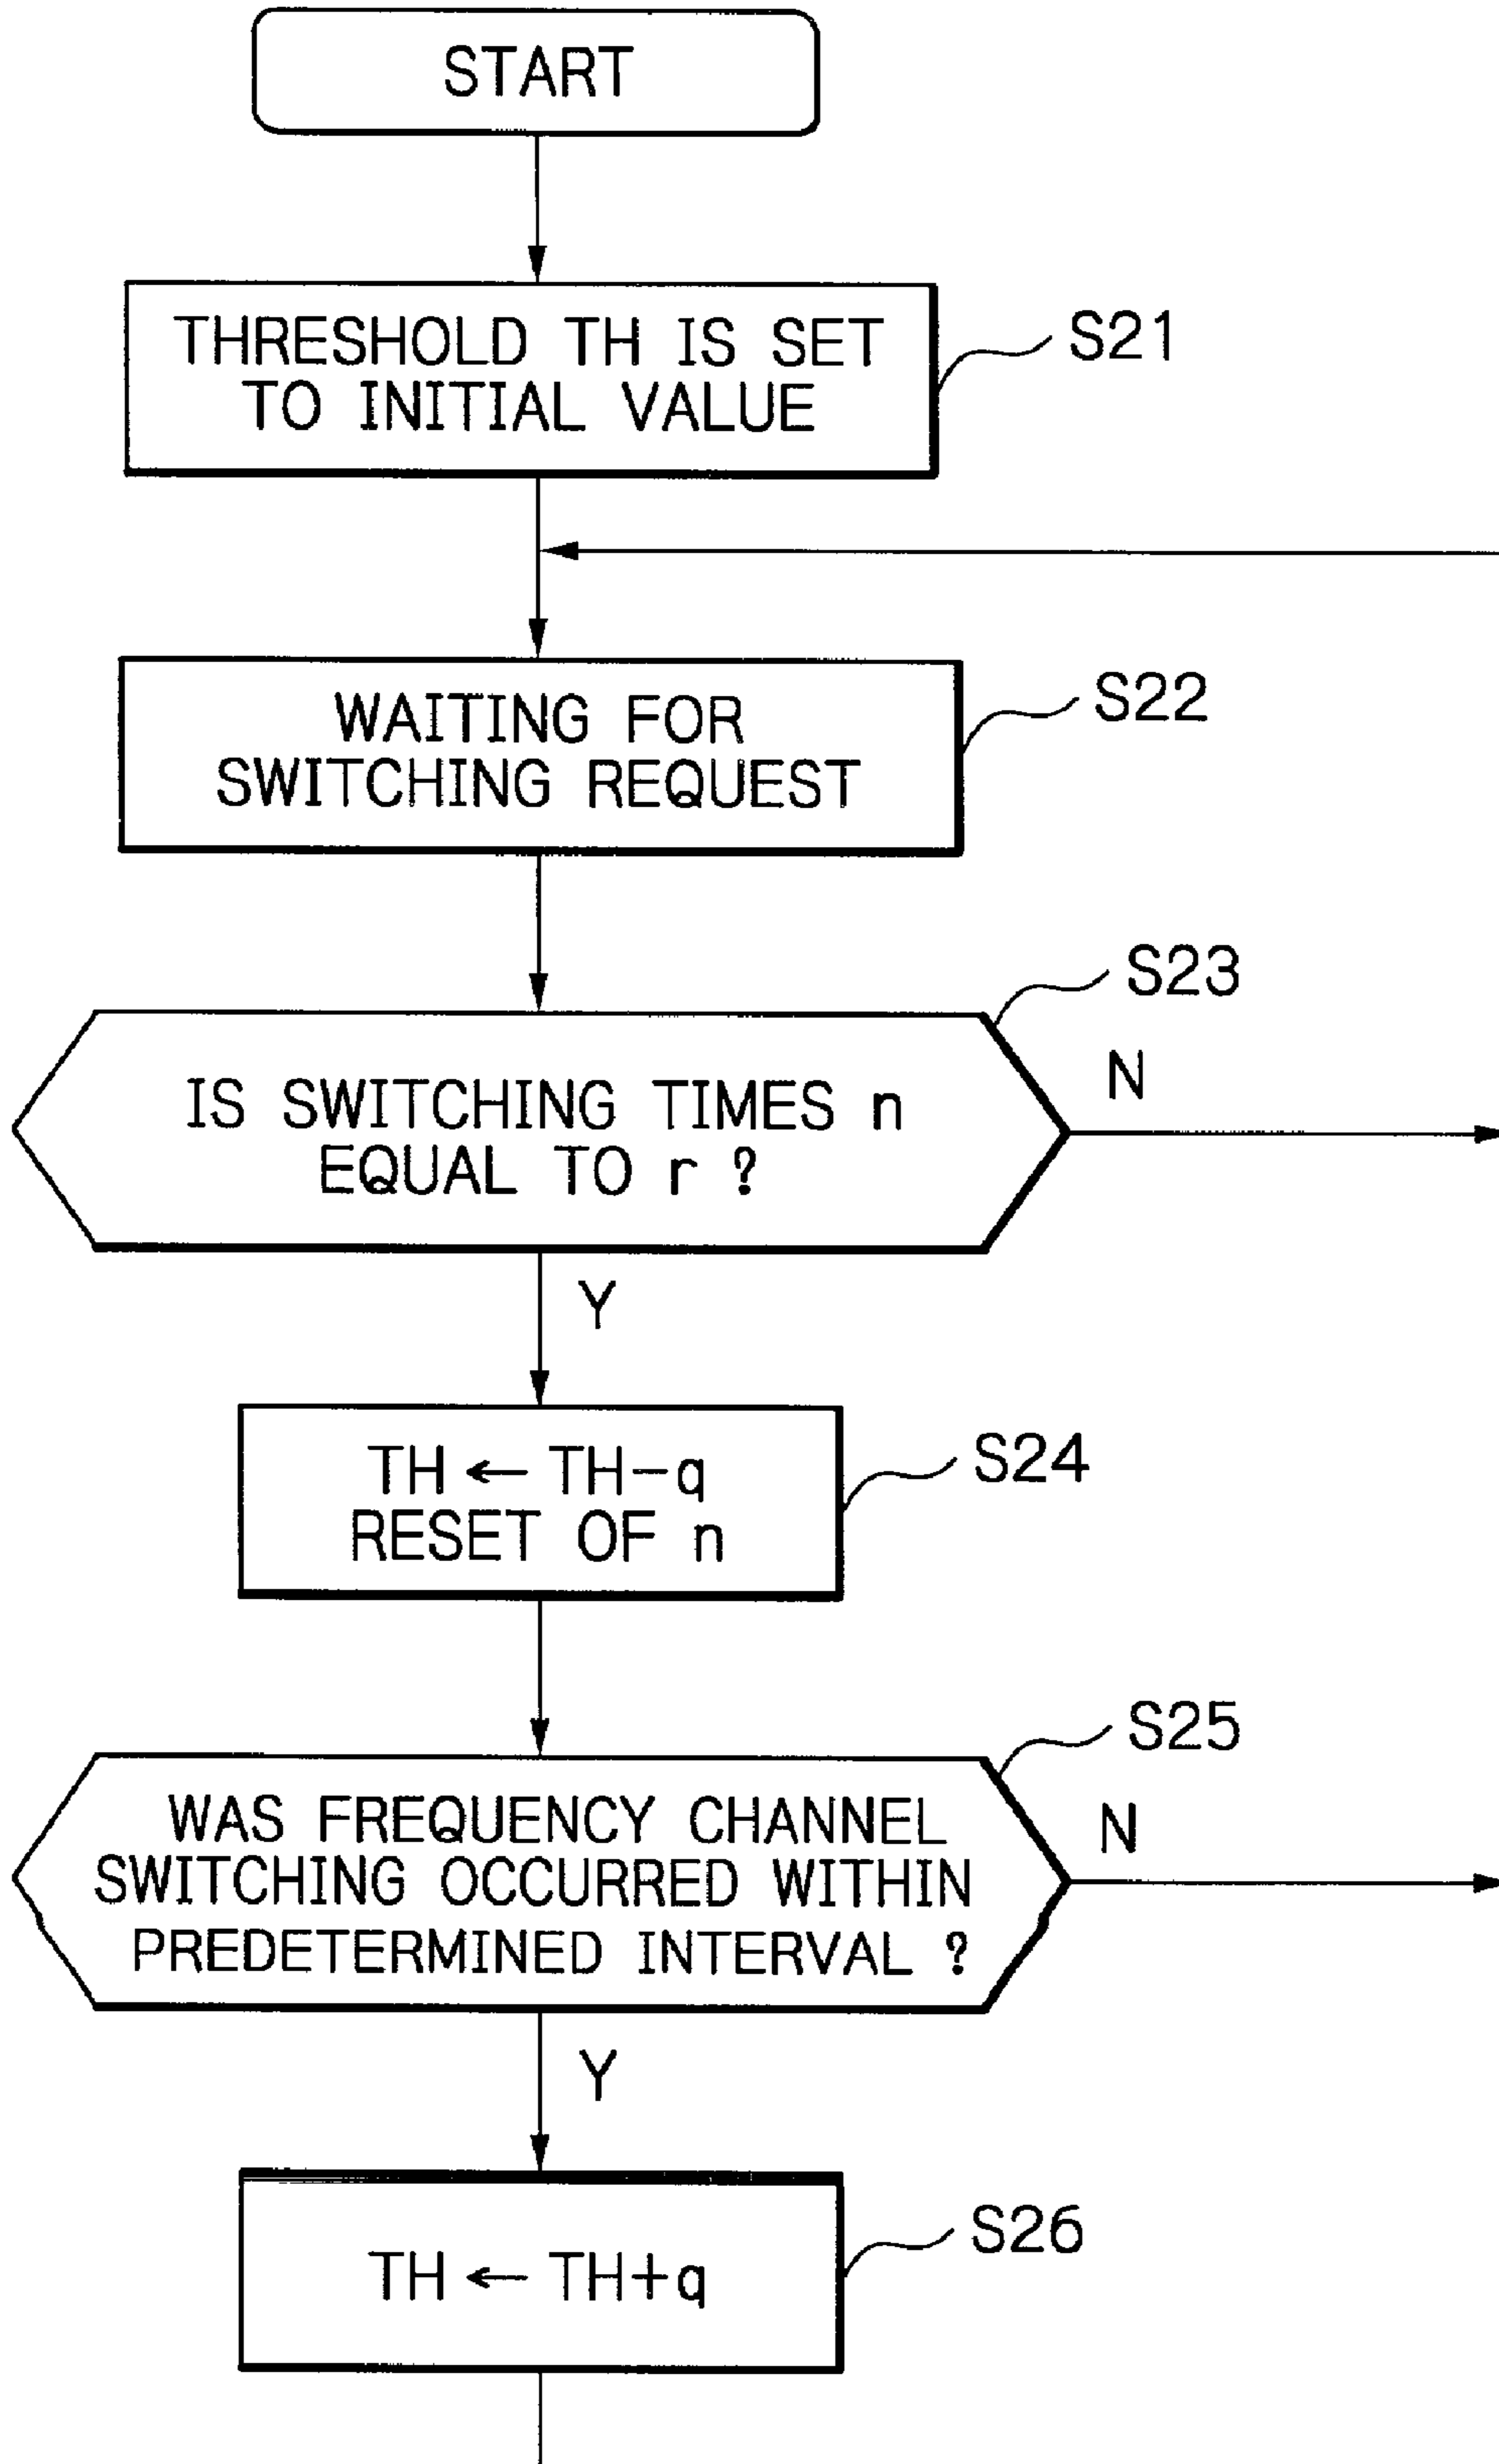 START
THRESHOLD TH IS SET
TO INITIAL VALUE
S21
WAITING FOR
SWITCHING REQUEST
S22
S23
IS SWITCHING TIMES n
EQUAL TO r ?
N
Y
TH ← TH−q
RESET OF n
S24
S25
WAS FREQUENCY CHANNEL
SWITCHING OCCURRED WITHIN
PREDETERMINED INTERVAL ?
N
Y
TH ← TH+q
S26